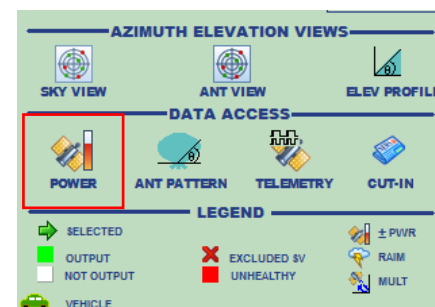 AZIMUTH ELEVATION VIEWS
SKY VIEW ANT VIEW ELEV PROFIL
DATA ACCESS
POWER ANT PATTERN TELEMETRY CUT-IN
LEGEND
SELECTED ± PWR
OUTPUT EXCLUDED SV RAIM
NOT OUTPUT UNHEALTHY MULT
VEHICLE